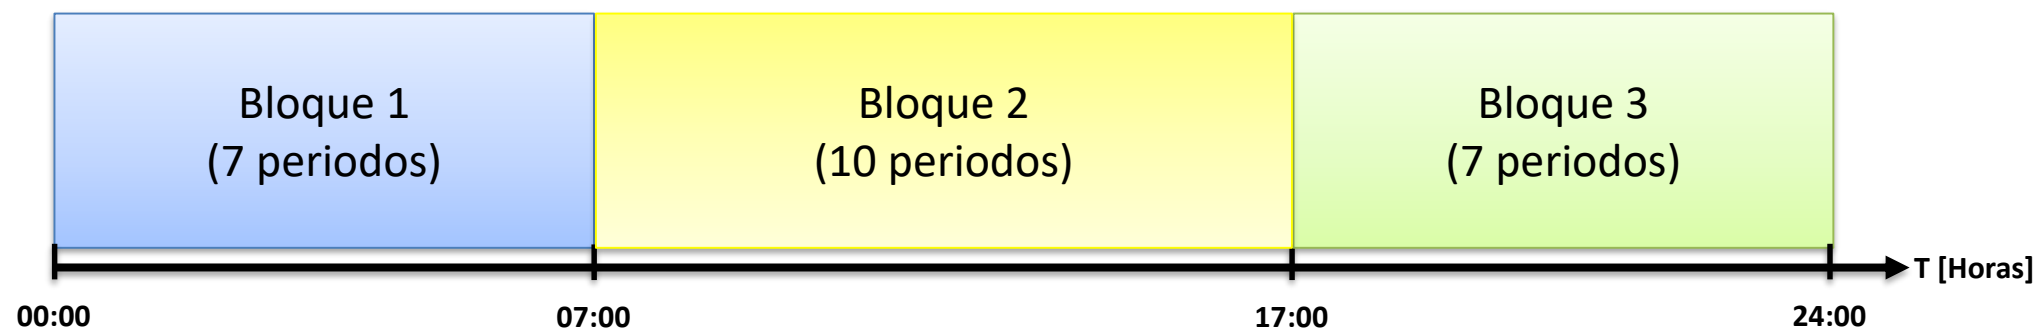 Bloque 1
(7 periodos)
Bloque 2
(10 periodos)
Bloque 3
(7 periodos)
T [Horas]
00:00
07:00
17:00
24:00